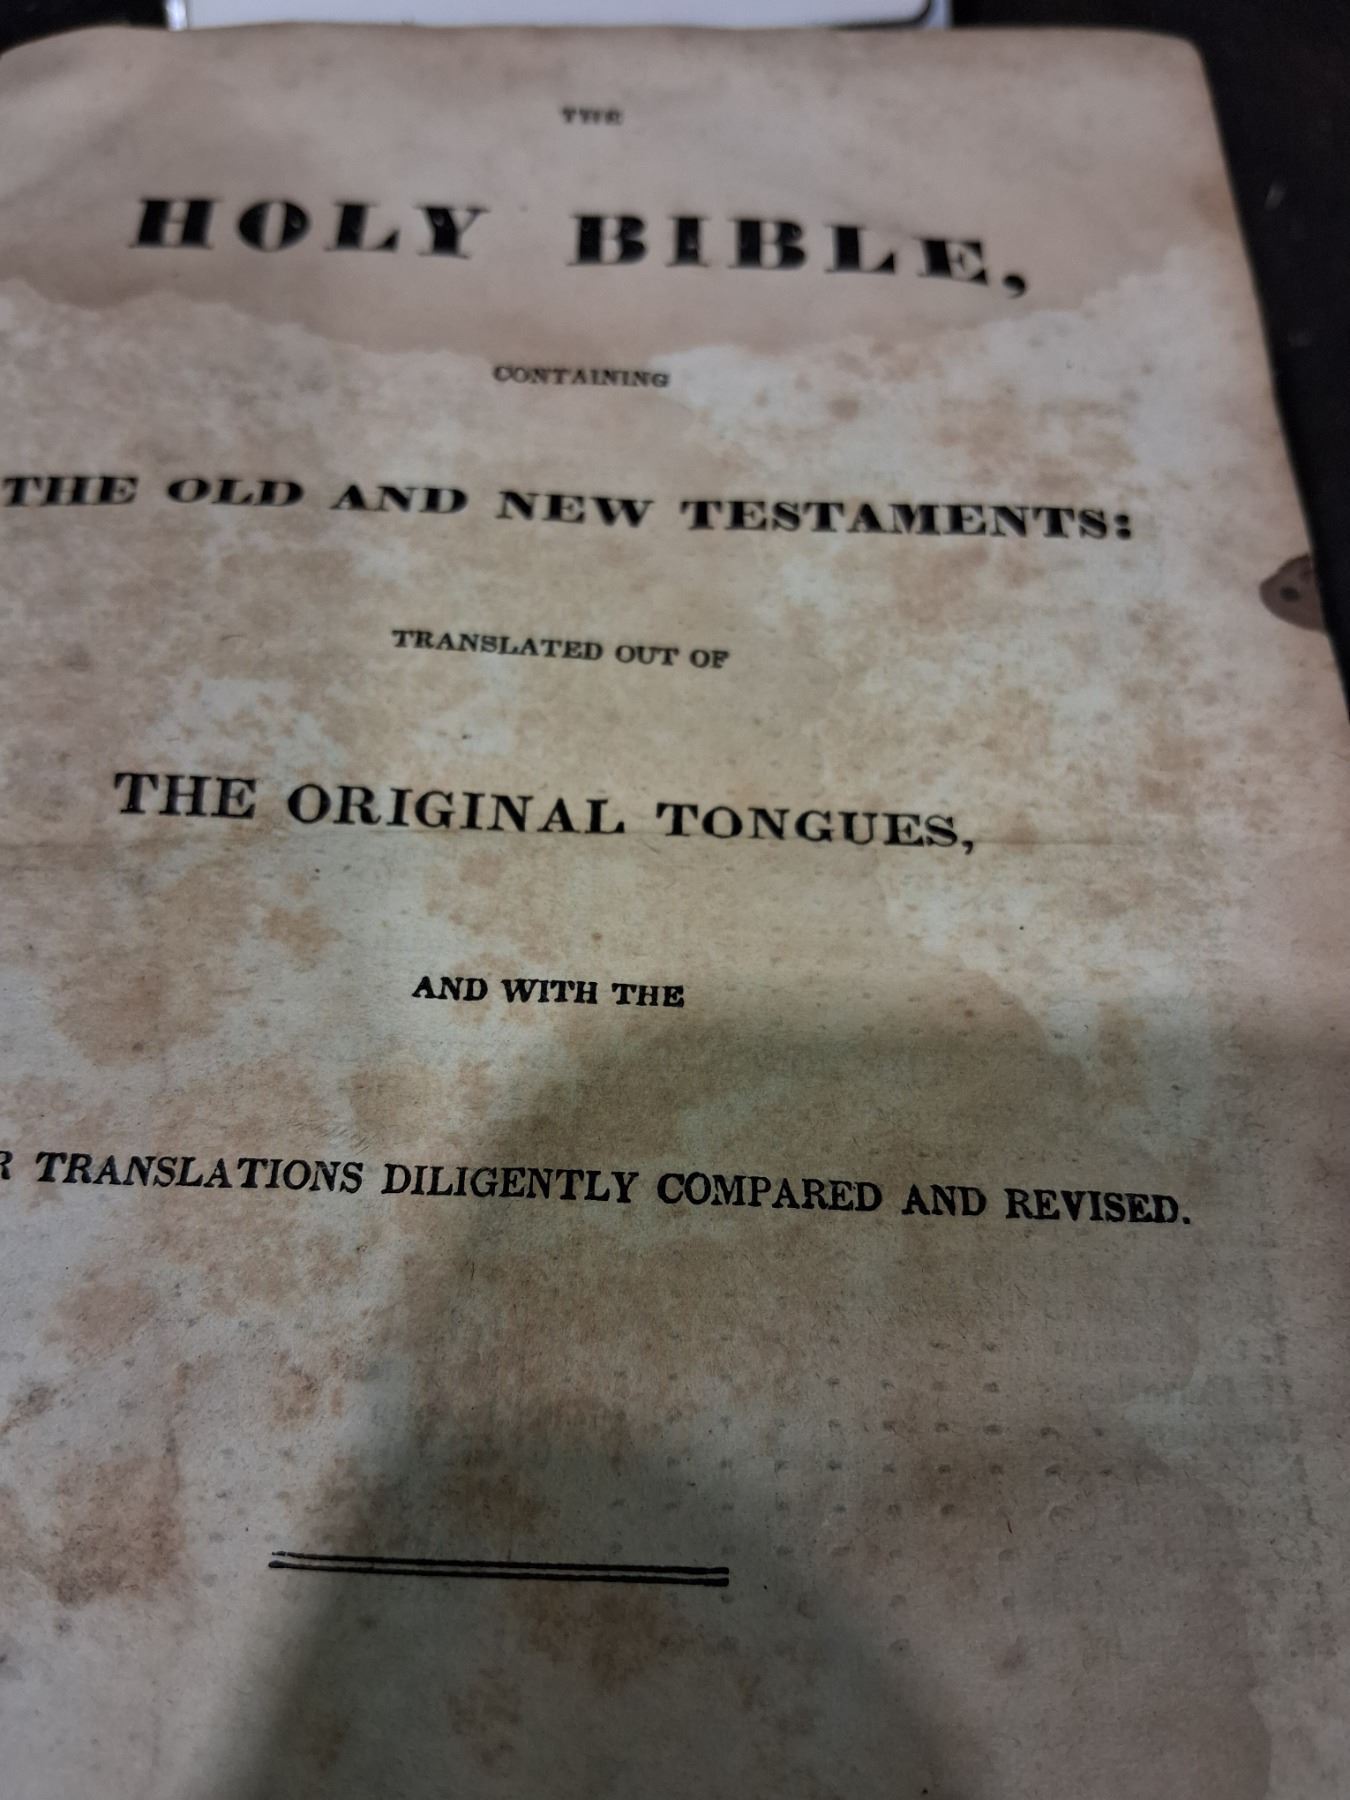 THE
HOLY BIBLE,
CONTAINING
THE OLD AND NEW TESTAMENTS:
TRANSLATED OUT OF
THE ORIGINAL TONGUES,
AND WITH THE
R TRANSLATIONS DILIGENTLY COMPARED AND REVISED.